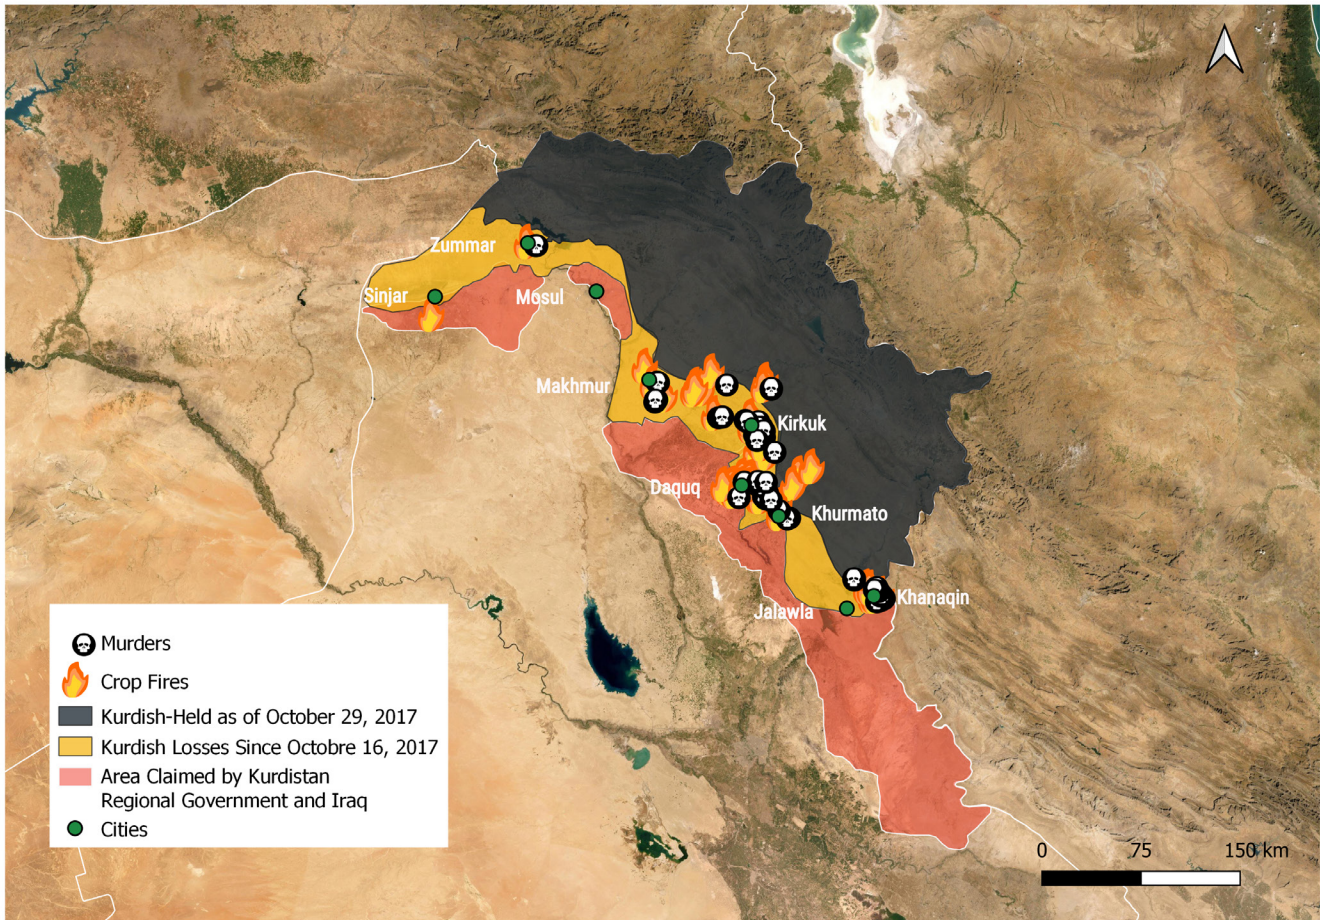 Zummar
Sinjar
Mosul
Makhmur
Kirkuk
Daquq
Khurmato
Jalawla
Khanaqin
Murders
Crop Fires
Kurdish-Held as of October 29, 2017
Kurdish Losses Since Octobre 16, 2017
Area Claimed by Kurdistan
Regional Government and Iraq
Cities
0 75 150 km